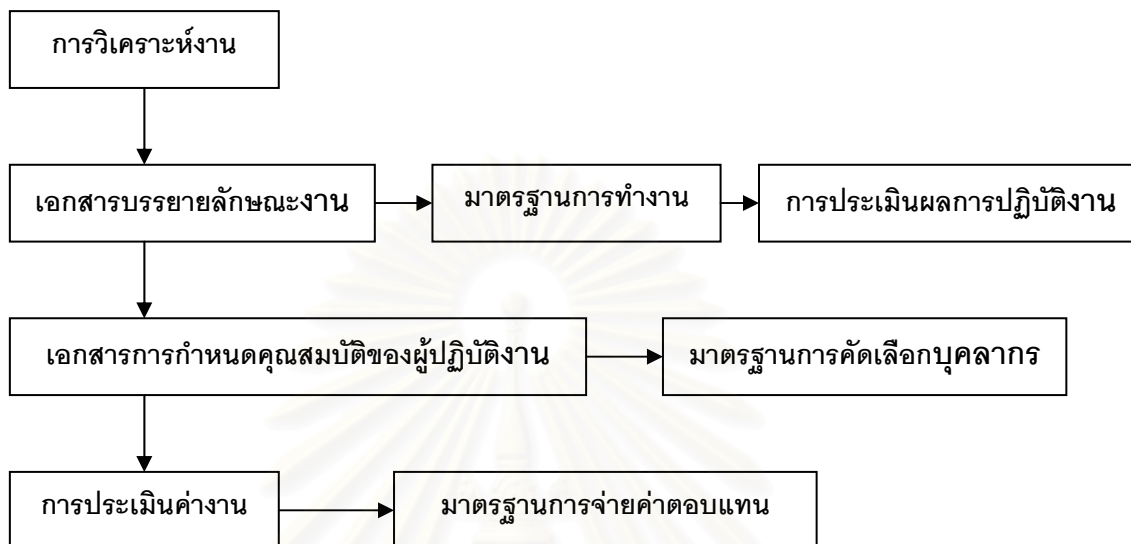 การวิเคราะห์งาน
เอกสารบรรยายลักษณะงาน
มาตรฐานการทำงาน
การประเมินผลการปฏิบัติงาน
เอกสารการกำหนดคุณสมบัติของผู้ปฏิบัติงาน
มาตรฐานการคัดเลือกบุคลากร
การประเมินค่างาน
มาตรฐานการจ่ายค่าตอบแทน